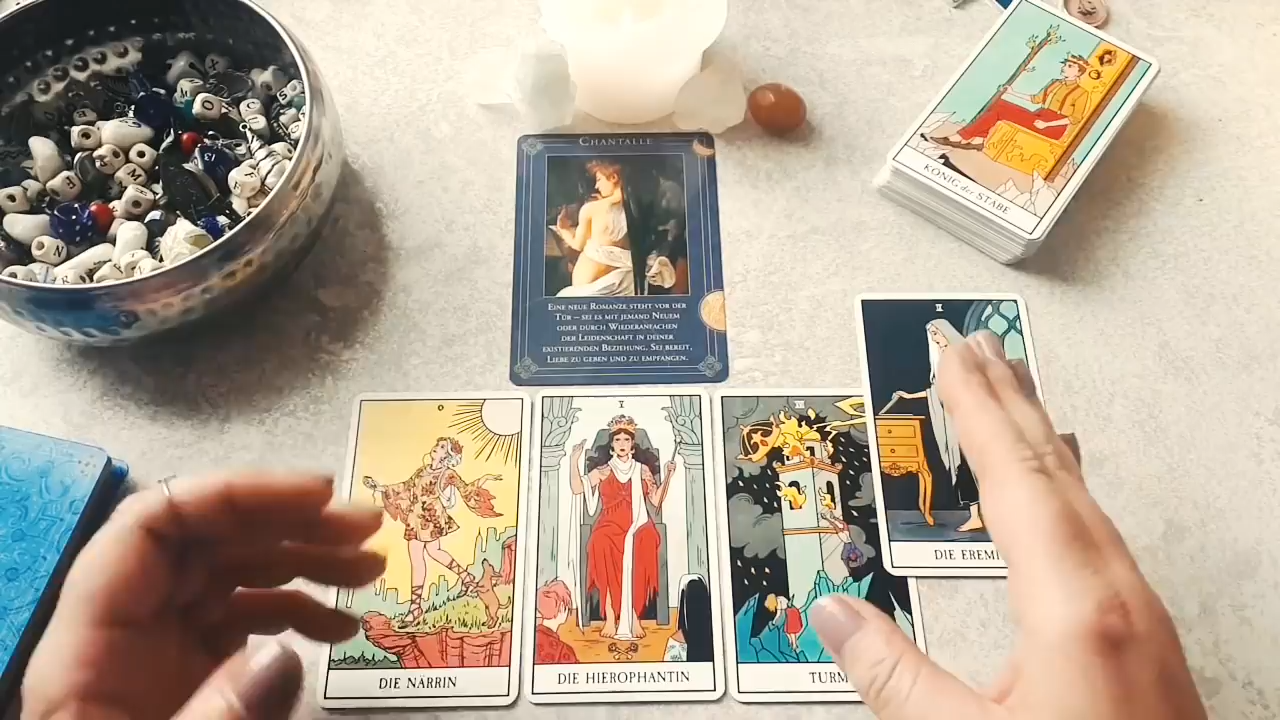 CHANTALLE
EINE NEUE ROMANZE STEHT VOR DER
TÜR – SEI ES MIT JEMAND NEUEM
ODER DURCH WIEDERANFACHEN
DER LEIDENSCHAFT IN DEINER
EXISTIERENDEN BEZIEHUNG. SEI BEREIT,
LIEBE ZU GEBEN UND ZU EMPFANGEN.
KÖNIG der STÄBE
0
DIE NÄRRIN
V
DIE HIEROPHANTIN
TURM
DIE EREMI